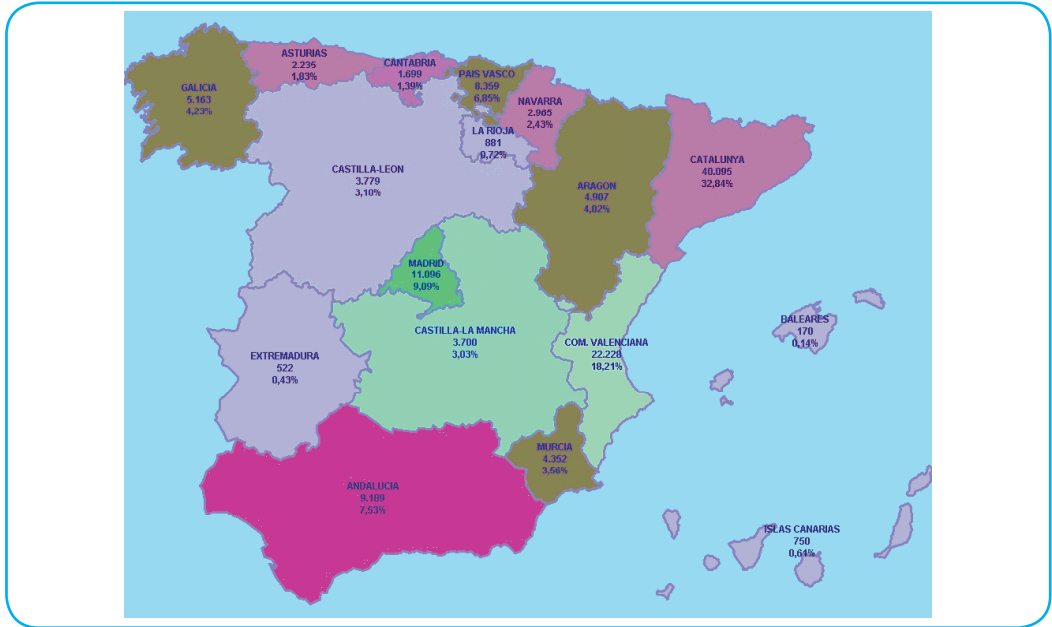 ASTURIAS
2.235
1,83%
CANTABRIA
1.699
1,39%
PAIS VASCO
8.359
6,85%
GALICIA
5.163
4,23%
NAVARRA
2.965
2,43%
LA RIOJA
881
0,72%
CASTILLA-LEON
3.779
3,10%
ARAGON
4.907
4,02%
CATALUNYA
40.095
32,84%
MADRID
11.096
9,09%
CASTILLA-LA MANCHA
3.700
3,03%
COM. VALENCIANA
22.228
18,21%
BALEARES
170
0,14%
EXTREMADURA
522
0,43%
MURCIA
4.352
3,56%
ANDALUCIA
9.189
7,53%
ISLAS CANARIAS
750
0,61%